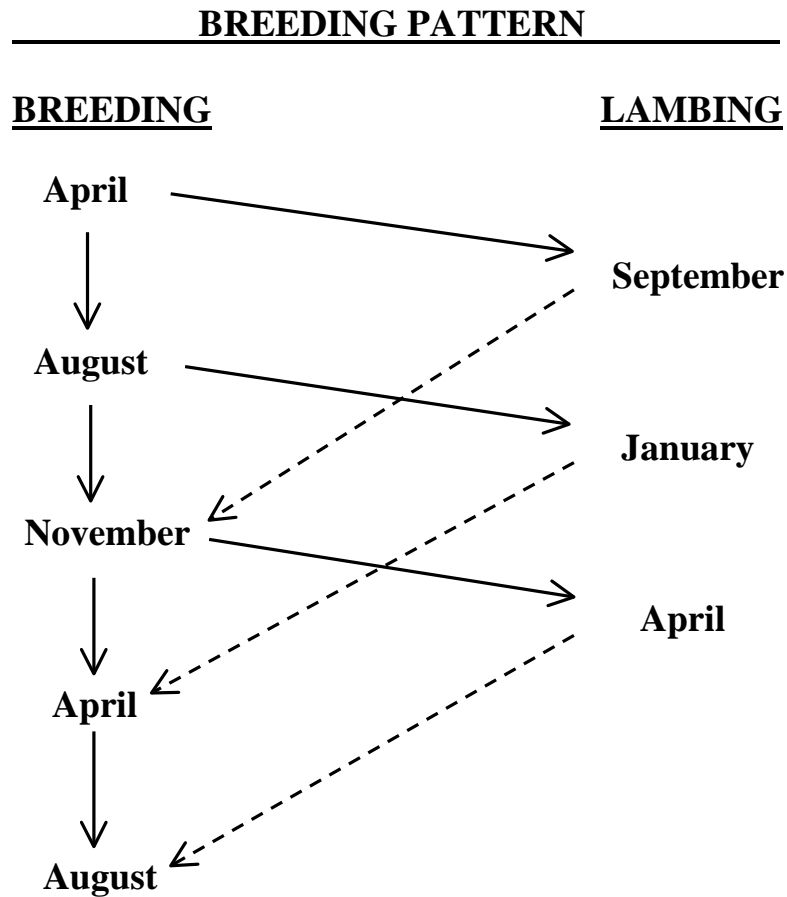 BREEDING PATTERN
BREEDING LAMBING
April
September
August
January
November
April
April
August